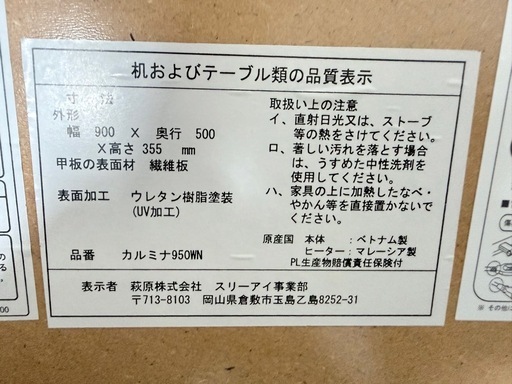 机およびテーブル類の品質表示
寸 法
外形
幅 900 × 奥行 500
×高さ 355 mm
甲板の表面材 繊維板
表面加工 ウレタン樹脂塗装
(UV加工)
品番 カルミナ950WN
取扱い上の注意
イ、直射日光又は、ストーブ
等の熱をさけてください。
ロ、著しい汚れを落とす場合
は、うすめた中性洗剤を
使用してください。
ハ、家具の上に加熱したなべ・
やかん等を直接置かないで
ください。
原産国 本体 : ベトナム製
ヒーター: マレーシア製
PL生産物賠償責任保険付
表示者 萩原株式会社 スリーアイ事業部
〒713-8103 岡山県倉敷市玉島乙島8252-31